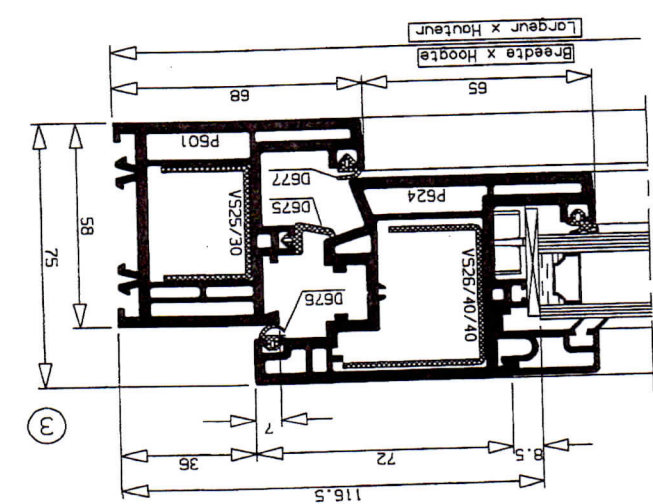 Largeur x Hauteur
Breedte x Hoogte
68
65
P601
P624
D677
D675
V525/30
V526/40/40
D676
58
75
7
3
36
72
8.5
116.5